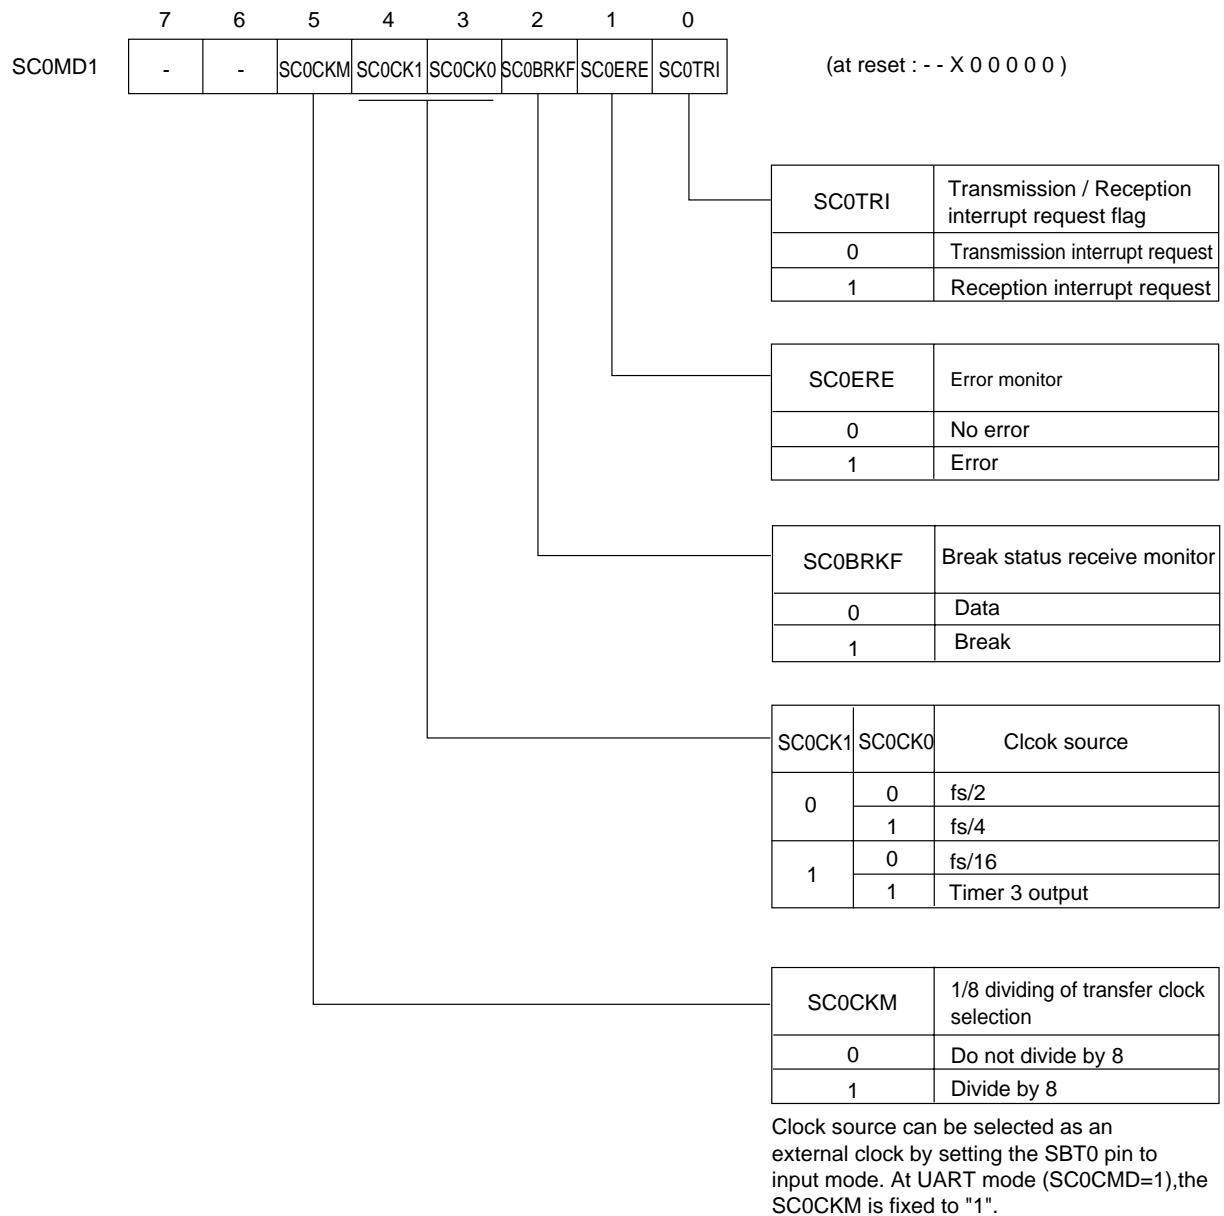 7 6 5 4 3 2 1 0
SC0MD1 - - SC0CKM SC0CK1 SC0CK0 SC0BRKF SC0ERE SC0TRI (at reset : - - X 0 0 0 0 0 )
SC0TRI Transmission / Reception
interrupt request flag
0 Transmission interrupt request
1 Reception interrupt request
SC0ERE Error monitor
0 No error
1 Error
SC0BRKF Break status receive monitor
0 Data
1 Break
SC0CK1 SC0CK0 Clcok source
0 0 fs/2
1 fs/4
1 0 fs/16
1 Timer 3 output
SC0CKM 1/8 dividing of transfer clock
selection
0 Do not divide by 8
1 Divide by 8
Clock source can be selected as an
external clock by setting the SBT0 pin to
input mode. At UART mode (SC0CMD=1),the
SC0CKM is fixed to "1".